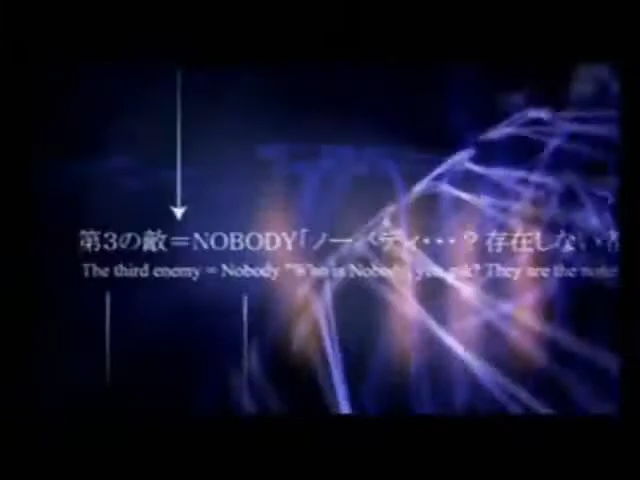 第3の敵＝NOBODY「ノーバディ・・・？存在しない者
The third enemy = Nobody "Who is Nobody, you ask? They are the